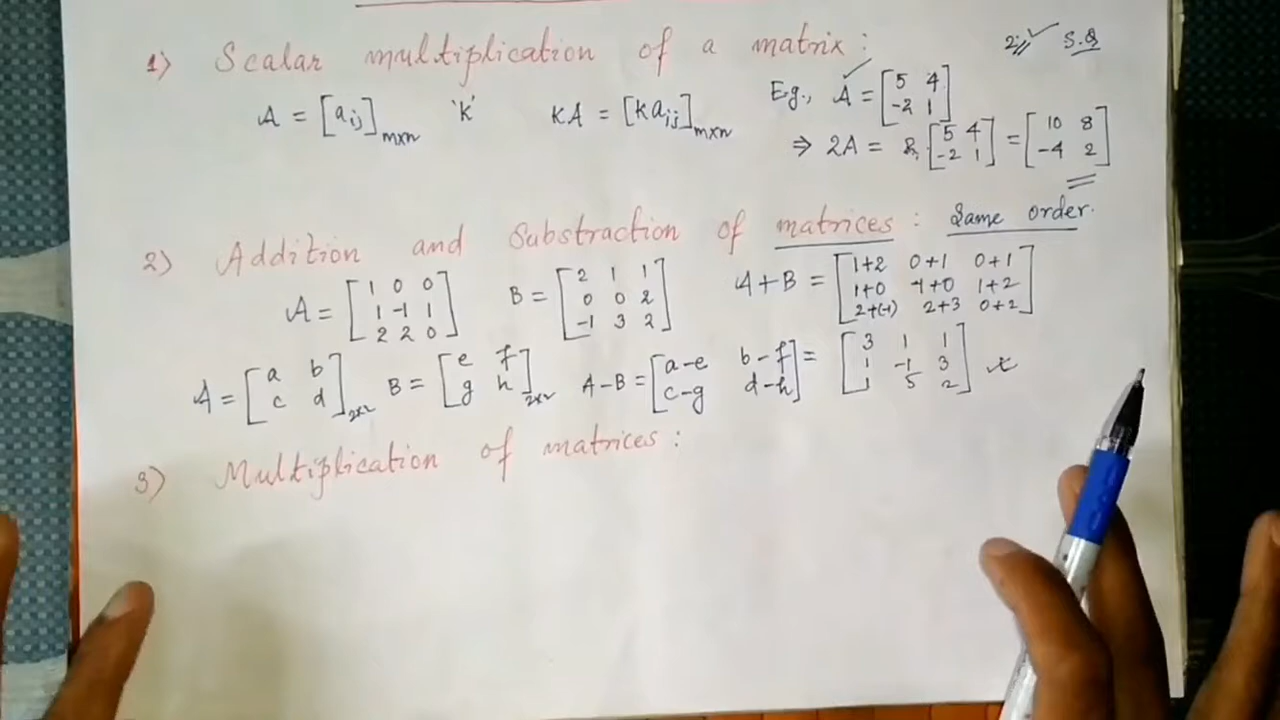 1) Scalar multiplication of a matrix :
2; S.Q
A = [aij]m×n 'K' KA = [Kaij]m×n
Eg., A = [5 4
-2 1]
⇒ 2A = 2. [5 4
-2 1] = [10 8
-4 2]
2) Addition and Substraction of matrices : Same order.
A = [1 0 0
1 -1 1
2 2 0]
B = [2 1 1
0 0 2
-1 3 2]
A+B = [1+2 0+1 0+1
1+0 -1+0 1+2
2+(-1) 2+3 0+2]
= [3 1 1
1 -1 3
1 5 2]
A = [a b
c d]2×2
B = [e f
g h]2×2
A-B = [a-e b-f
c-g d-h]
3) Multiplication of matrices :